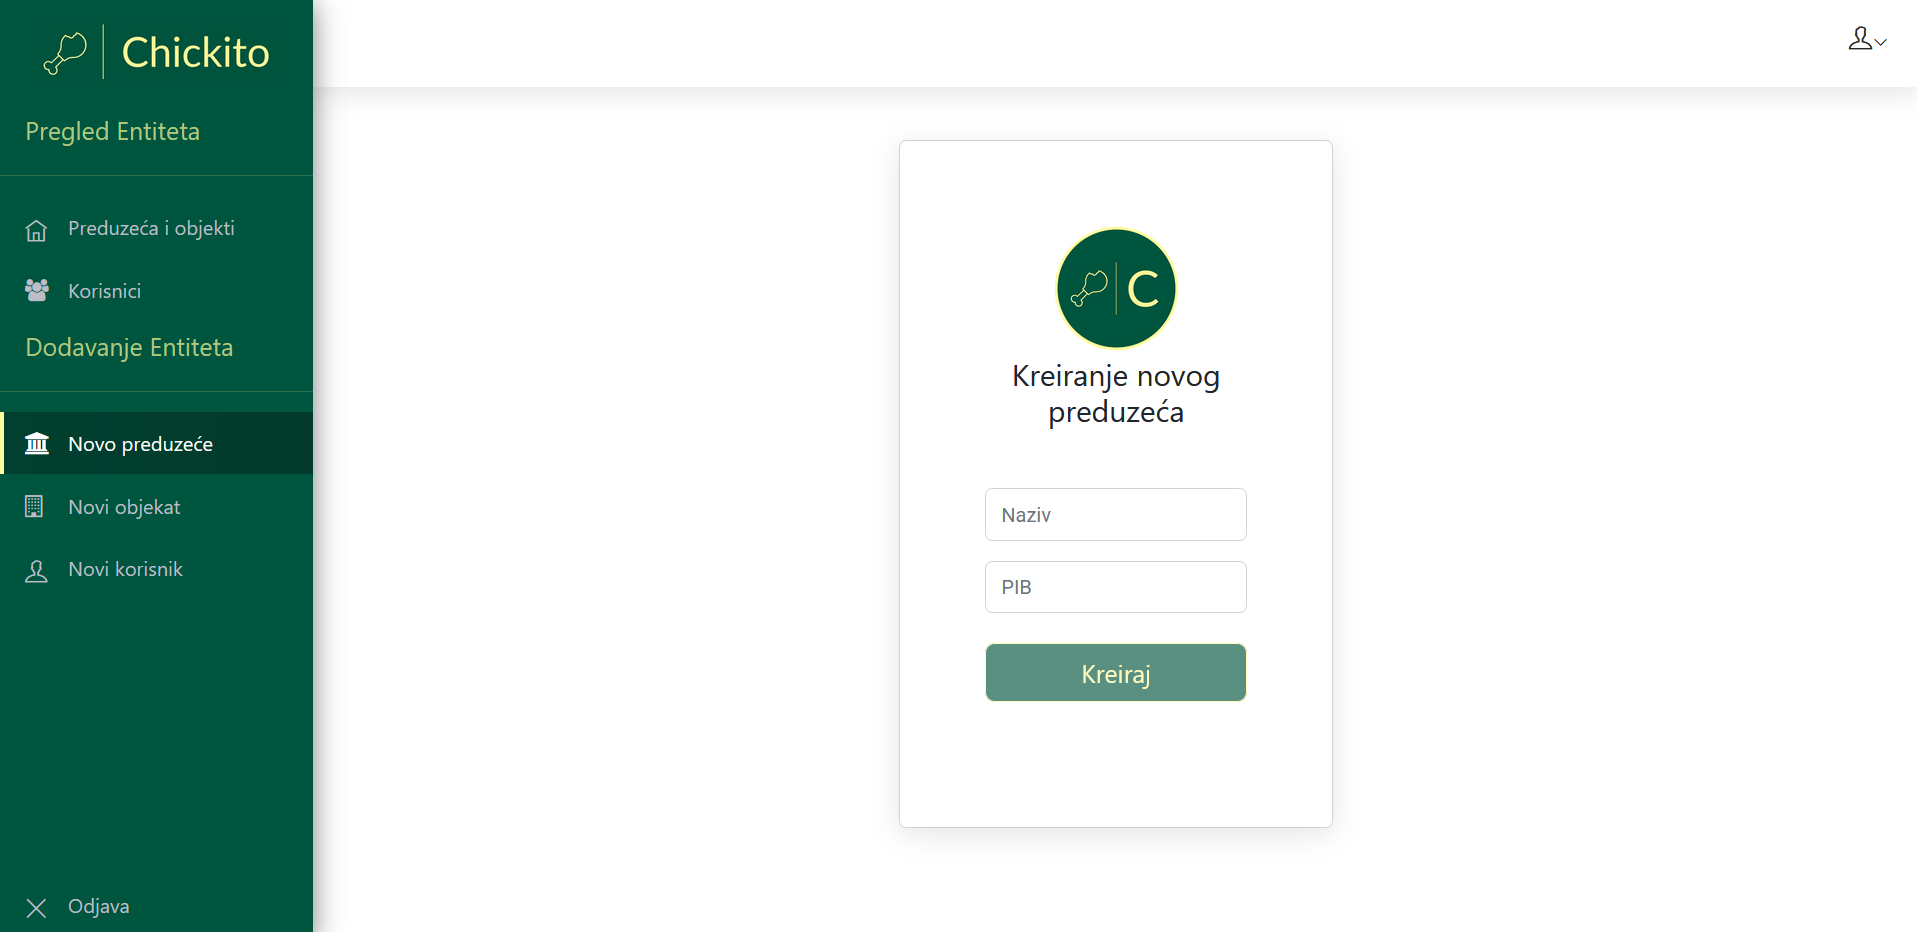 Chickito
Pregled Entiteta
Preduzeća i objekti
Korisnici
Dodavanje Entiteta
Novo preduzeće
Novi objekat
Novi korisnik
Odjava
C
Kreiranje novog
preduzeća
Naziv
PIB
Kreiraj